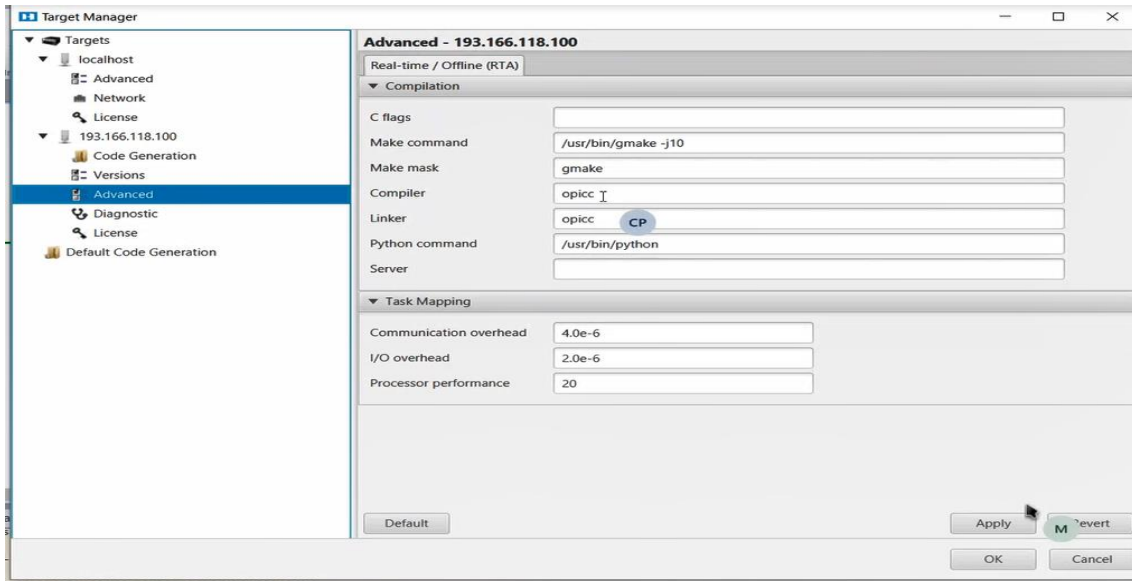 Target Manager
Targets
localhost
Advanced
Network
License
193.166.118.100
Code Generation
Versions
Advanced
Diagnostic
License
Default Code Generation
Advanced - 193.166.118.100
Real-time / Offline (RTA)
Compilation
C flags
Make command /usr/bin/gmake -j10
Make mask gmake
Compiler opicc
Linker opicc
CP
Python command /usr/bin/python
Server
Task Mapping
Communication overhead 4.0e-6
I/O overhead 2.0e-6
Processor performance 20
Default Apply M evert
OK Cancel